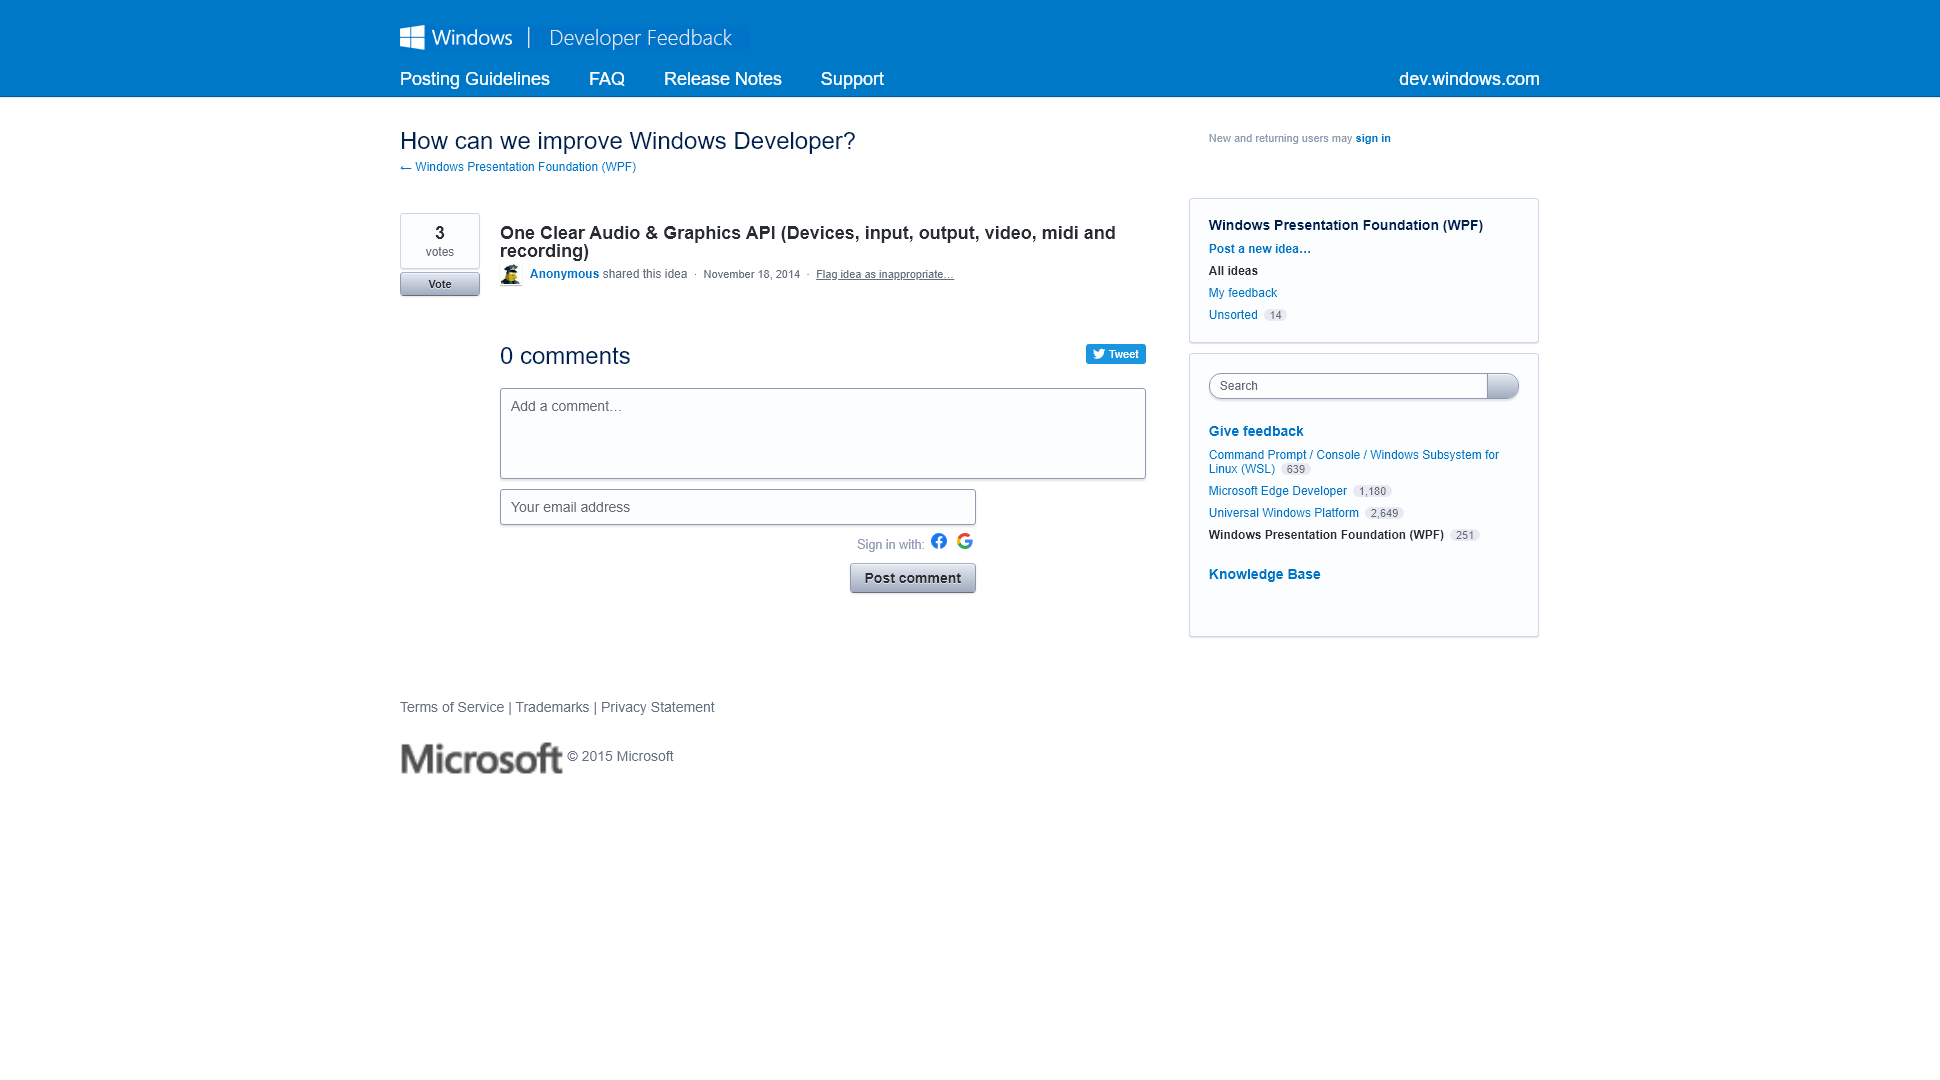 Windows | Developer Feedback
Posting Guidelines FAQ Release Notes Support dev.windows.com
How can we improve Windows Developer?
← Windows Presentation Foundation (WPF)
New and returning users may sign in
3
votes
Vote
One Clear Audio & Graphics API (Devices, input, output, video, midi and
recording)
Anonymous shared this idea · November 18, 2014 · Flag idea as inappropriate…
0 comments
Tweet
Add a comment…
Your email address
Sign in with:
Post comment
Windows Presentation Foundation (WPF)
Post a new idea…
All ideas
My feedback
Unsorted 14
Search
Give feedback
Command Prompt / Console / Windows Subsystem for
Linux (WSL) 639
Microsoft Edge Developer 1,180
Universal Windows Platform 2,649
Windows Presentation Foundation (WPF) 251
Knowledge Base
Terms of Service | Trademarks | Privacy Statement
Microsoft © 2015 Microsoft